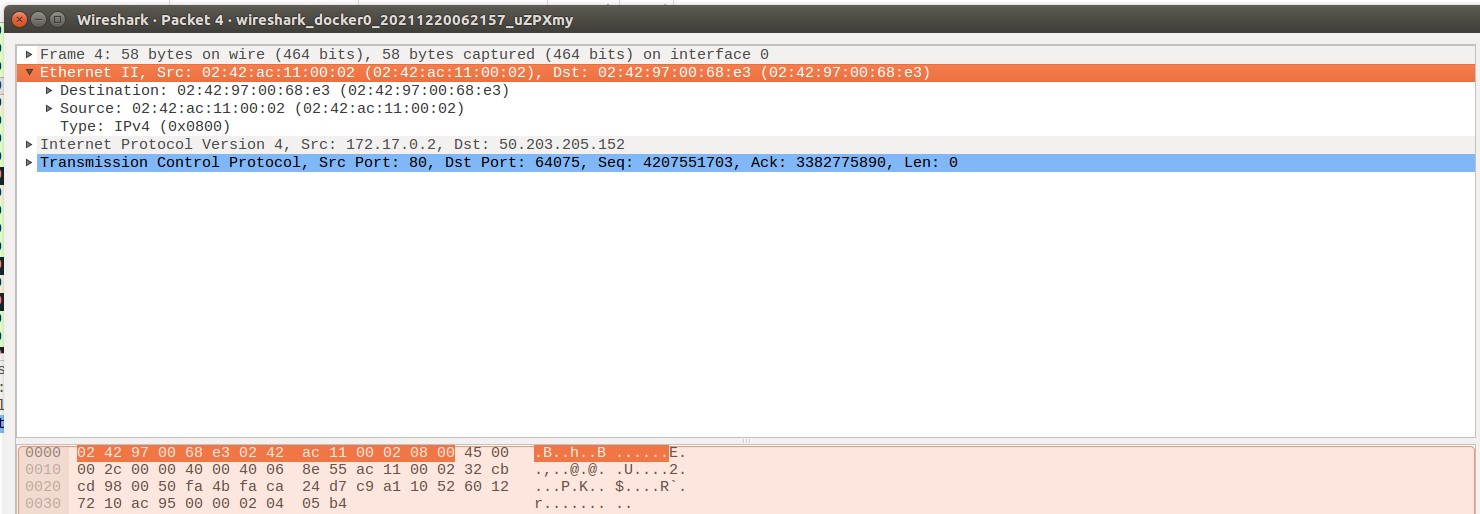 Wireshark · Packet 4 · wireshark_docker0_20211220062157_uZPXmy
Frame 4: 58 bytes on wire (464 bits), 58 bytes captured (464 bits) on interface 0
Ethernet II, Src: 02:42:ac:11:00:02 (02:42:ac:11:00:02), Dst: 02:42:97:00:68:e3 (02:42:97:00:68:e3)
Destination: 02:42:97:00:68:e3 (02:42:97:00:68:e3)
Source: 02:42:ac:11:00:02 (02:42:ac:11:00:02)
Type: IPv4 (0x0800)
Internet Protocol Version 4, Src: 172.17.0.2, Dst: 50.203.205.152
Transmission Control Protocol, Src Port: 80, Dst Port: 64075, Seq: 4207551703, Ack: 3382775890, Len: 0
0000 02 42 97 00 68 e3 02 42 ac 11 00 02 08 00 45 00 .B..h..B ......E.
0010 00 2c 00 00 40 00 40 06 8e 55 ac 11 00 02 32 cb .,..@.@. .U....2.
0020 cd 98 00 50 fa 4b fa ca 24 d7 c9 a1 10 52 60 12 ...P.K.. $....R`.
0030 72 10 ac 95 00 00 02 04 05 b4 r....... ..